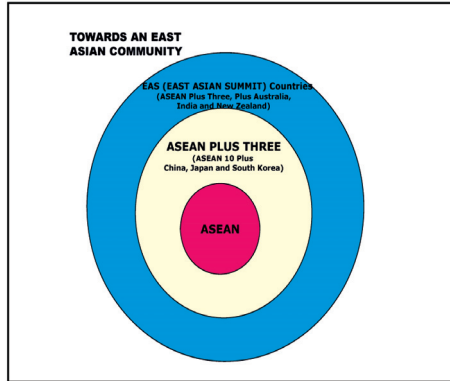 TOWARDS AN EAST
ASIAN COMMUNITY
EAS (EAST ASIAN SUMMIT) Countries
(ASEAN Plus Three, Plus Australia,
India and New Zealand)
ASEAN PLUS THREE
(ASEAN 10 Plus
China, Japan and South Korea)
ASEAN